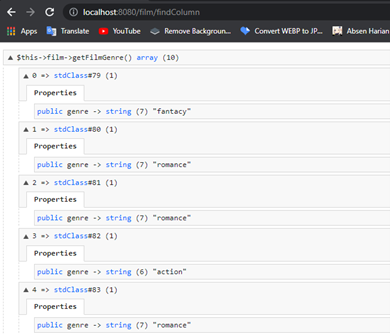 localhost:8080/film/findColumn
Apps Translate YouTube Remove Backgroun... Convert WEBP to JP... Absen Harian
$this->film->getFilmGenre() array (10)
0 => stdClass#79 (1)
Properties
public genre -> string (7) "fantacy"
1 => stdClass#80 (1)
Properties
public genre -> string (7) "romance"
2 => stdClass#81 (1)
Properties
public genre -> string (7) "romance"
3 => stdClass#82 (1)
Properties
public genre -> string (6) "action"
4 => stdClass#83 (1)
Properties
public genre -> string (7) "romance"